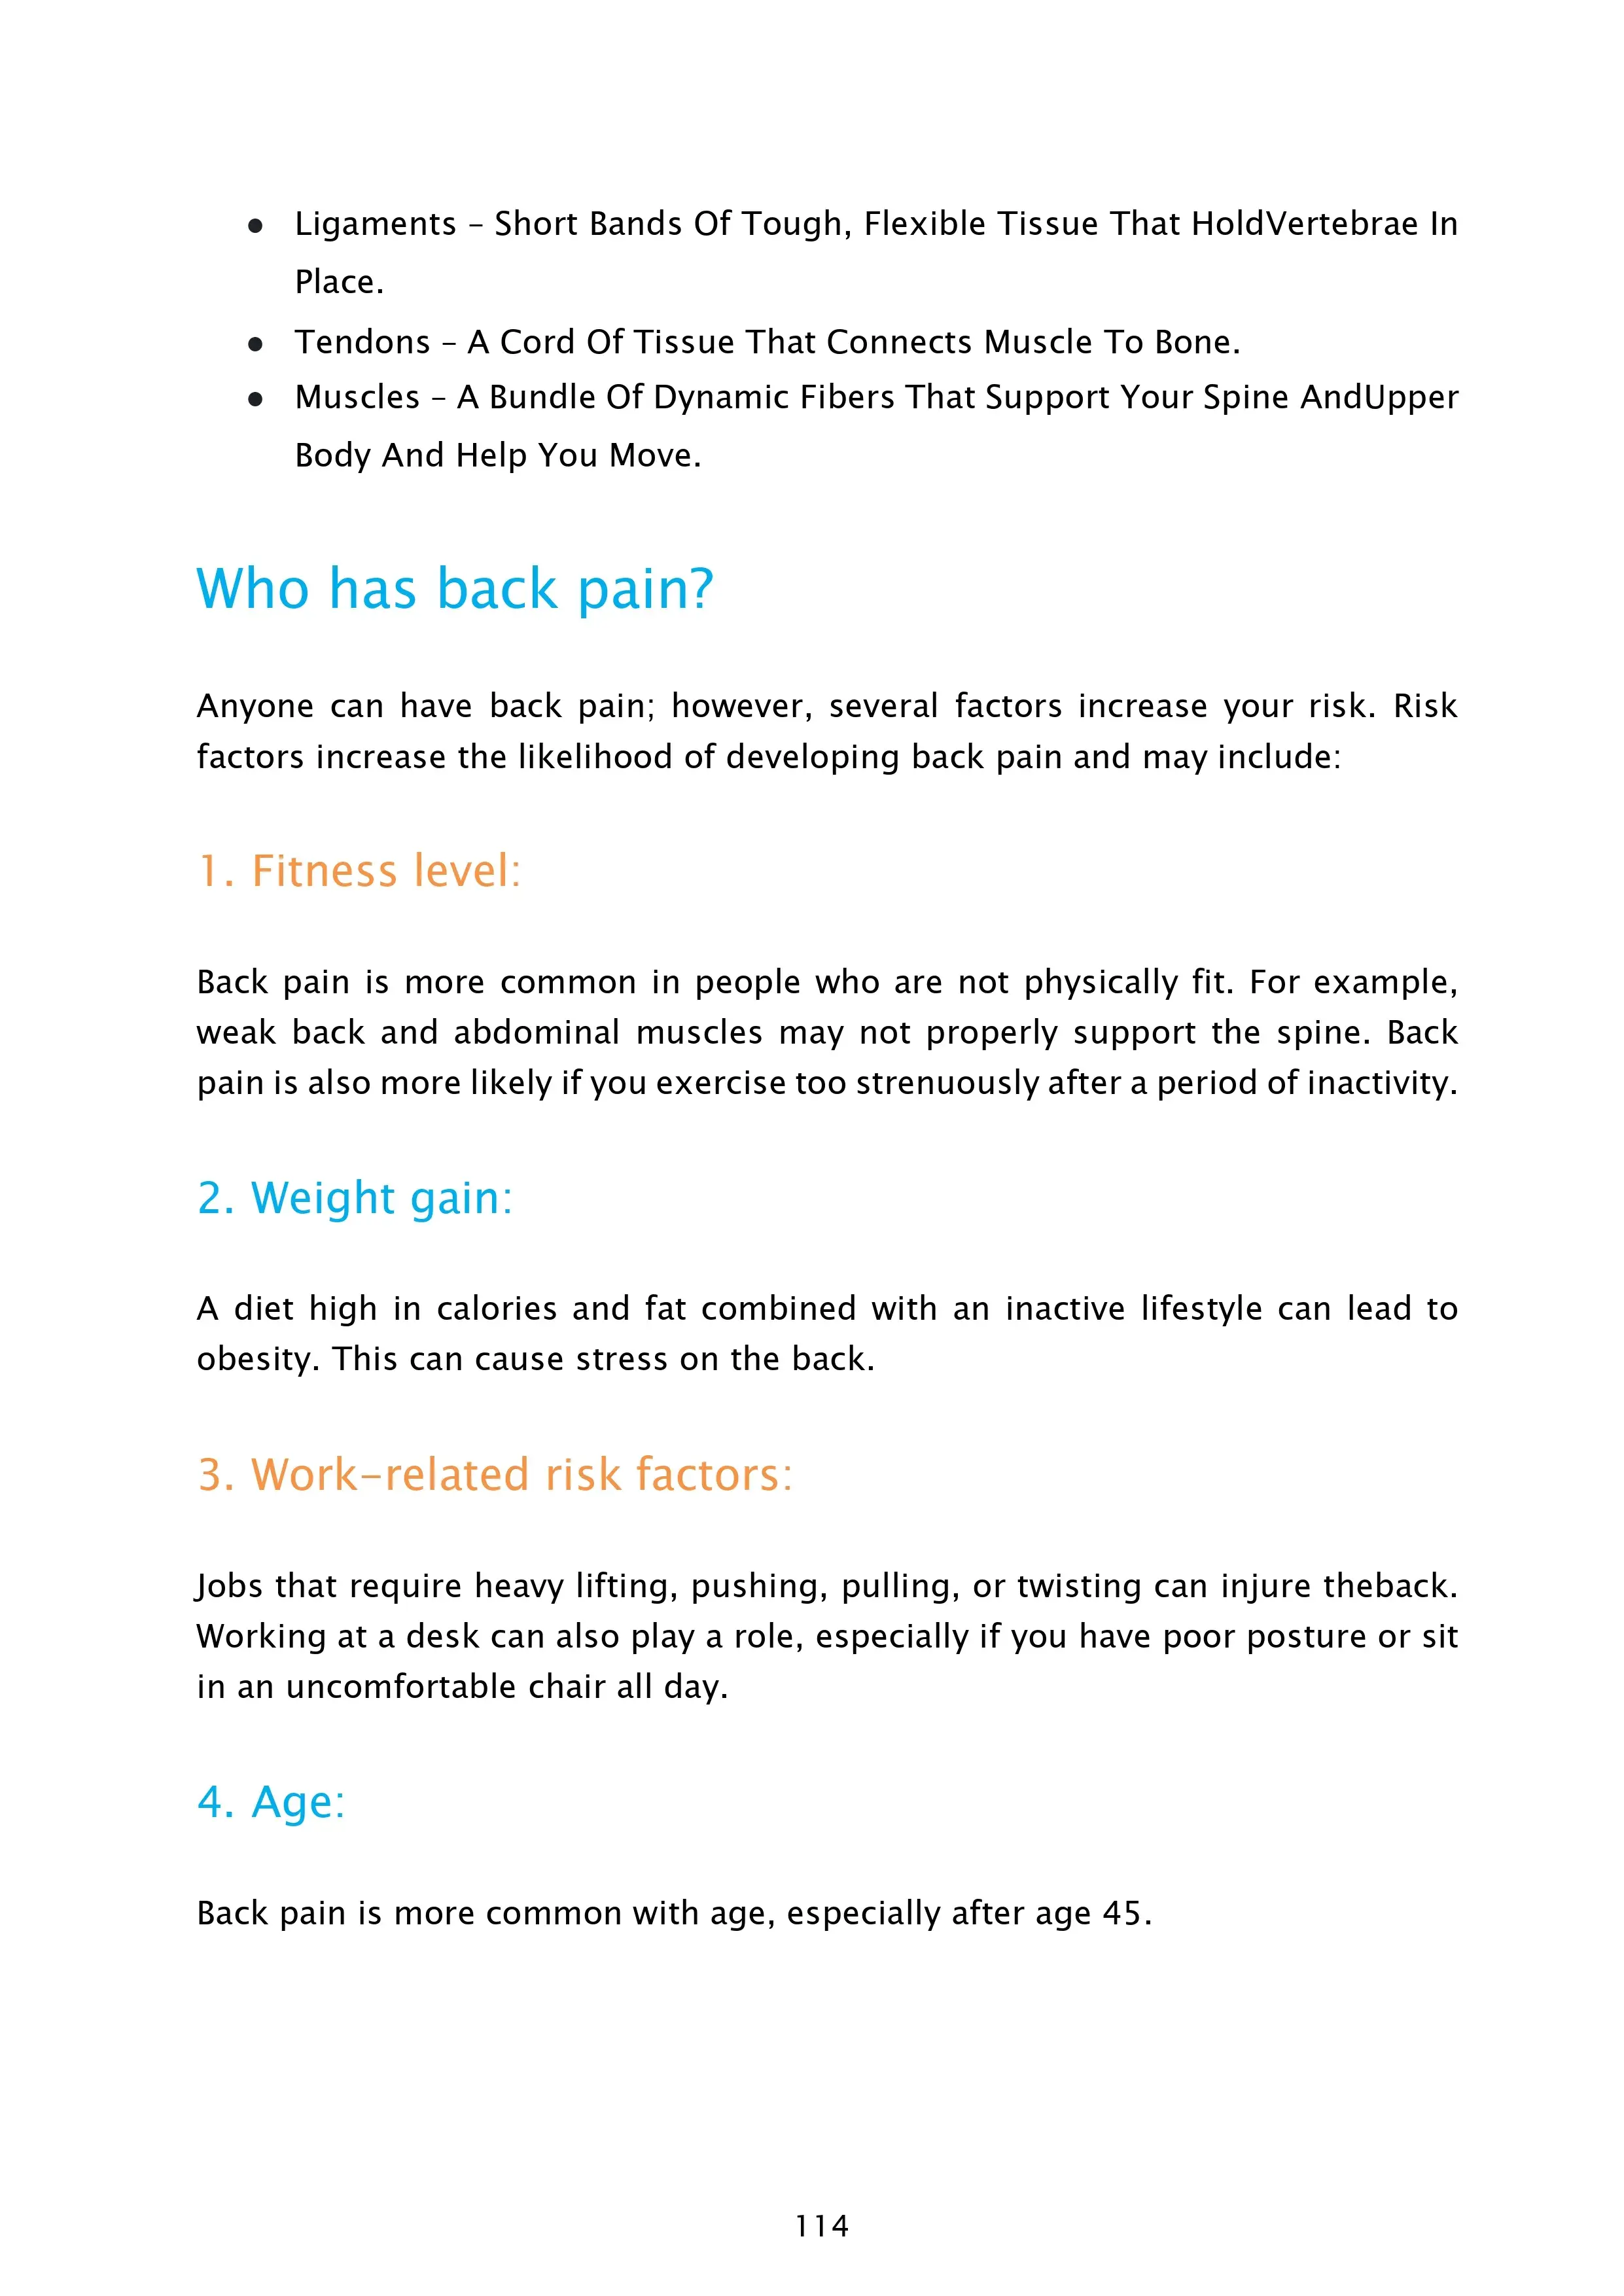 ● Ligaments – Short Bands Of Tough, Flexible Tissue That HoldVertebrae In
Place.
● Tendons – A Cord Of Tissue That Connects Muscle To Bone.
● Muscles – A Bundle Of Dynamic Fibers That Support Your Spine AndUpper
Body And Help You Move.
Who has back pain?
Anyone can have back pain; however, several factors increase your risk. Risk
factors increase the likelihood of developing back pain and may include:
1. Fitness level:
Back pain is more common in people who are not physically fit. For example,
weak back and abdominal muscles may not properly support the spine. Back
pain is also more likely if you exercise too strenuously after a period of inactivity.
2. Weight gain:
A diet high in calories and fat combined with an inactive lifestyle can lead to
obesity. This can cause stress on the back.
3. Work-related risk factors:
Jobs that require heavy lifting, pushing, pulling, or twisting can injure theback.
Working at a desk can also play a role, especially if you have poor posture or sit
in an uncomfortable chair all day.
4. Age:
Back pain is more common with age, especially after age 45.
114